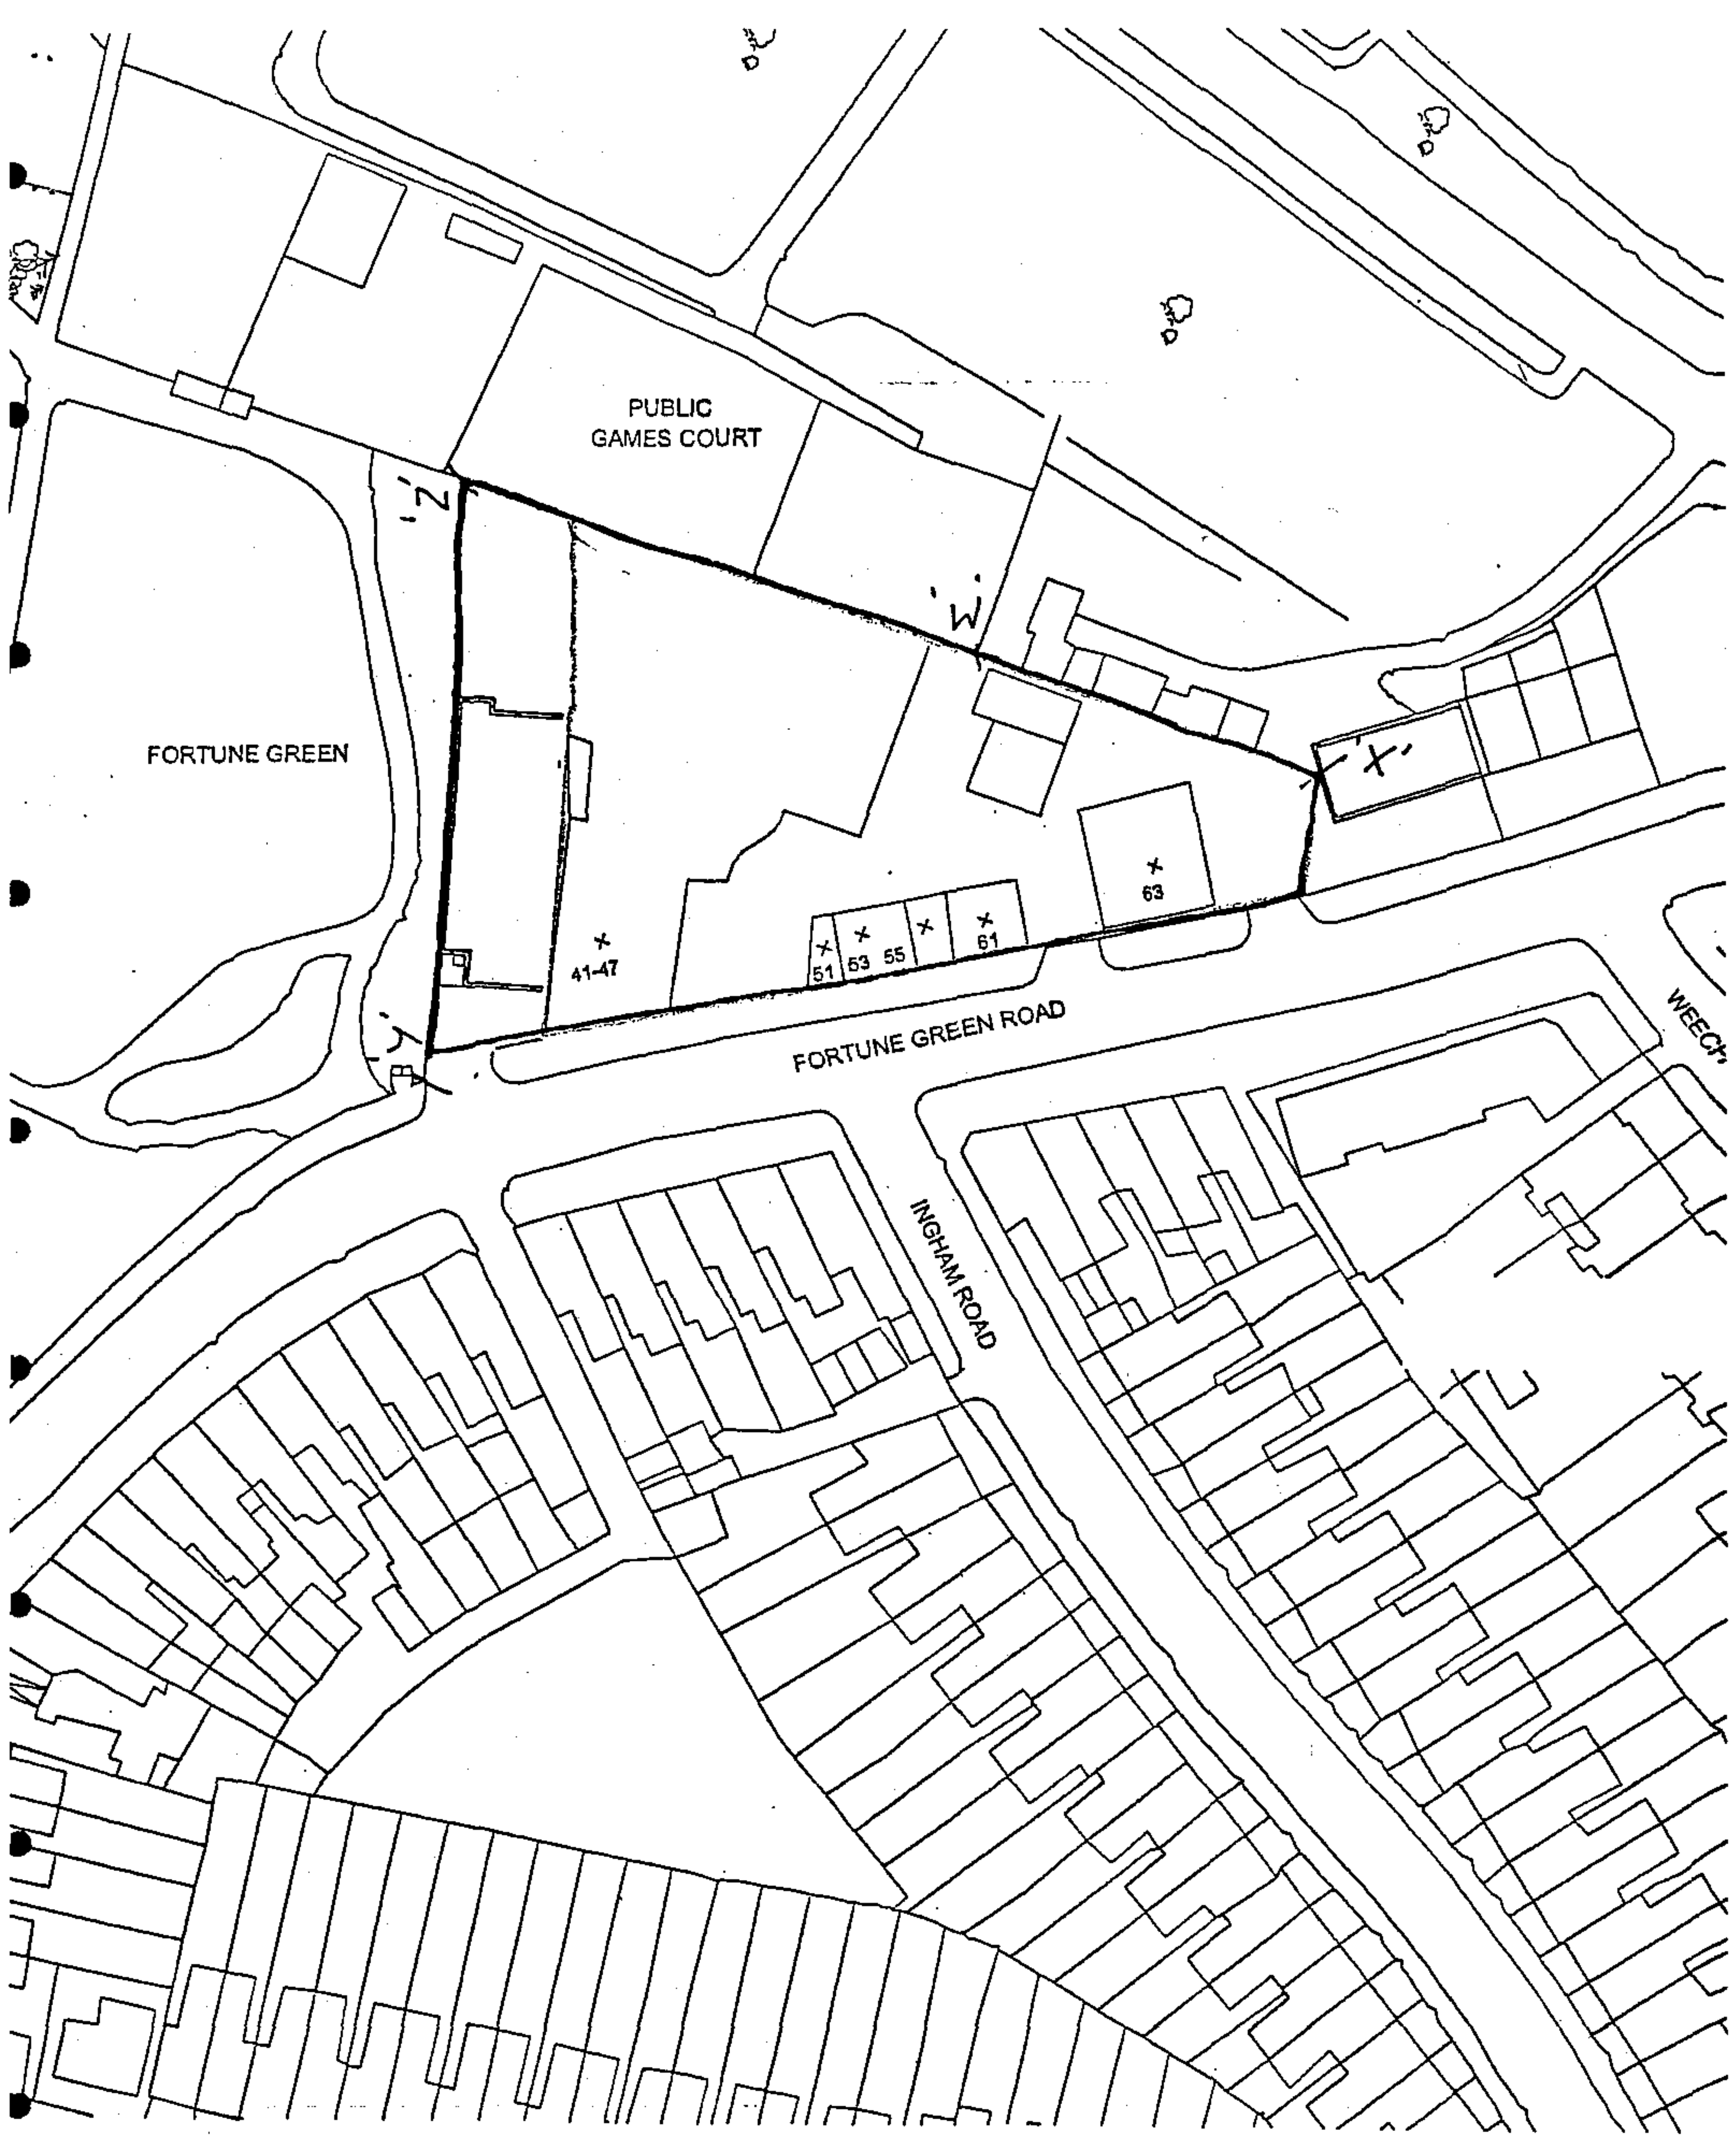 PUBLIC
GAMES COURT
'Z'
'W'
FORTUNE GREEN
'X'
63
41-47
51 53 55 61
'Y'
FORTUNE GREEN ROAD
WEECH
INGHAM ROAD